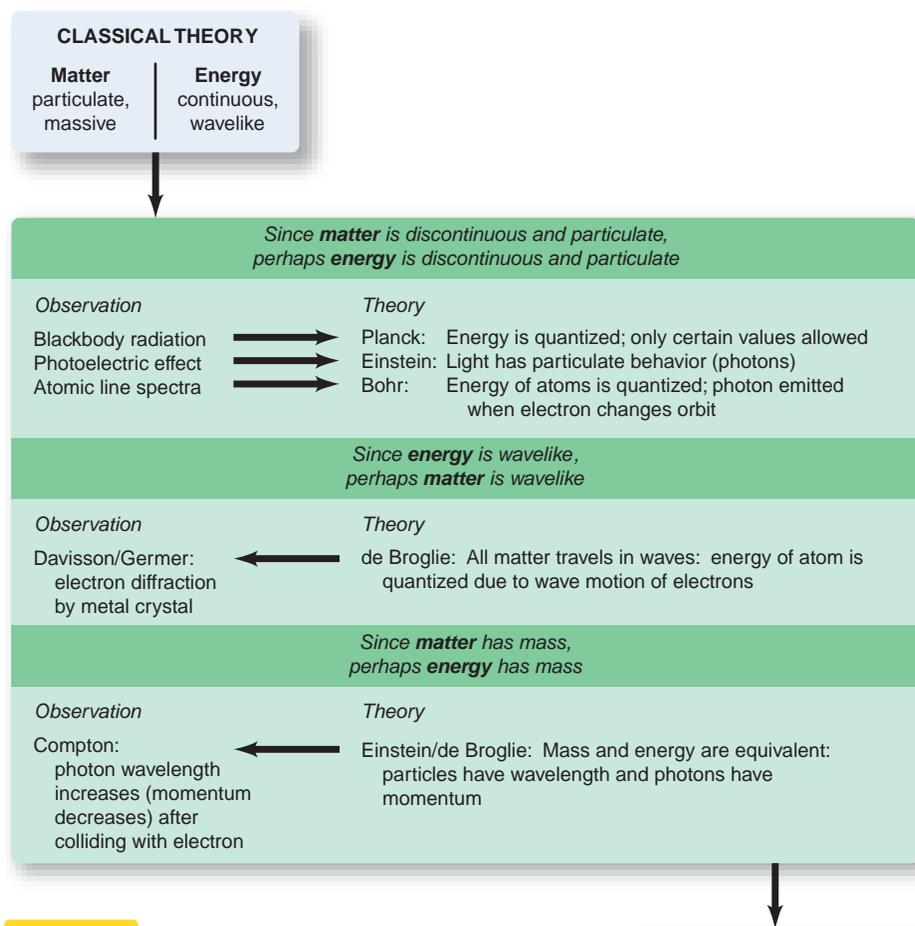 CLASSICAL THEORY
Matter
particulate,
massive
Energy
continuous,
wavelike
Since matter is discontinuous and particulate,
perhaps energy is discontinuous and particulate
Observation
Theory
Blackbody radiation
Planck: Energy is quantized; only certain values allowed
Photoelectric effect
Einstein: Light has particulate behavior (photons)
Atomic line spectra
Bohr: Energy of atoms is quantized; photon emitted
when electron changes orbit
Since energy is wavelike,
perhaps matter is wavelike
Observation
Theory
Davisson/Germer:
electron diffraction
by metal crystal
de Broglie: All matter travels in waves: energy of atom is
quantized due to wave motion of electrons
Since matter has mass,
perhaps energy has mass
Observation
Theory
Compton:
photon wavelength
increases (momentum
decreases) after
colliding with electron
Einstein/de Broglie: Mass and energy are equivalent:
particles have wavelength and photons have
momentum